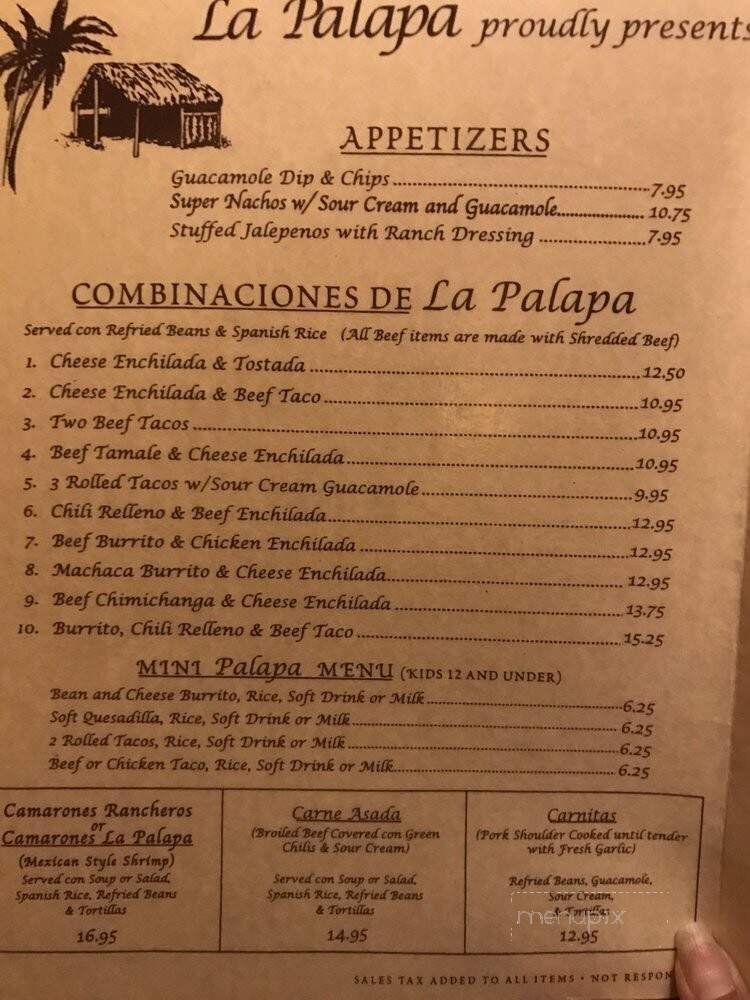 La Palapa proudly presents
APPETIZERS
Guacamole Dip & Chips 7.95
Super Nachos w/ Sour Cream and Guacamole 10.75
Stuffed Jalepenos with Ranch Dressing 7.95
COMBINACIONES DE La Palapa
Served con Refried Beans & Spanish Rice (All Beef items are made with Shredded Beef)
1. Cheese Enchilada & Tostada 12.50
2. Cheese Enchilada & Beef Taco 10.95
3. Two Beef Tacos 10.95
4. Beef Tamale & Cheese Enchilada 10.95
5. 3 Rolled Tacos w/Sour Cream Guacamole 9.95
6. Chili Relleno & Beef Enchilada 12.95
7. Beef Burrito & Chicken Enchilada 12.95
8. Machaca Burrito & Cheese Enchilada 12.95
9. Beef Chimichanga & Cheese Enchilada 13.75
10. Burrito, Chili Relleno & Beef Taco 15.25
MINI Palapa MENU (KIDS 12 AND UNDER)
Bean and Cheese Burrito, Rice, Soft Drink or Milk 6.25
Soft Quesadilla, Rice, Soft Drink or Milk 6.25
2 Rolled Tacos, Rice, Soft Drink or Milk 6.25
Beef or Chicken Taco, Rice, Soft Drink or Milk 6.25
Camarones Rancheros
or
Camarones La Palapa
(Mexican Style Shrimp)
Served con Soup or Salad,
Spanish Rice, Refried Beans
& Tortillas
16.95
Carne Asada
(Broiled Beef Covered con Green
Chilis & Sour Cream)
Served con Soup or Salad,
Spanish Rice, Refried Beans
& Tortillas
14.95
Carnitas
(Pork Shoulder Cooked until tender
with Fresh Garlic)
Refried Beans, Guacamole,
Sour Cream,
& Tortillas
12.95
menupix
SALES TAX ADDED TO ALL ITEMS • NOT RESPON